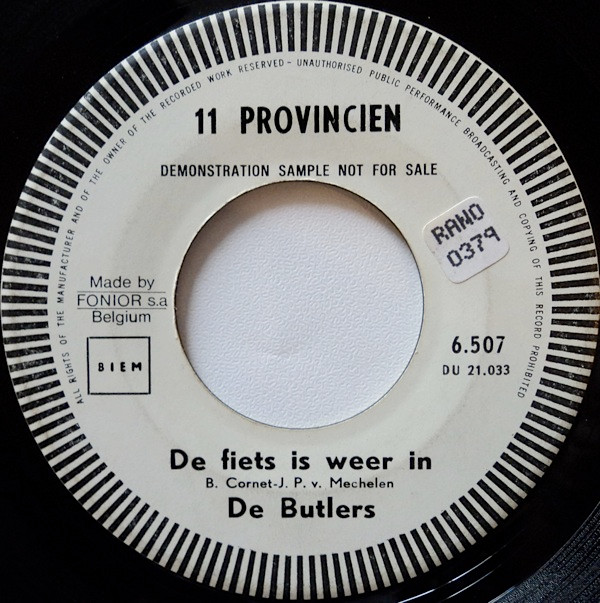 ALL RIGHTS OF THE MANUFACTURER AND OF THE OWNER OF THE RECORDED WORK RESERVED - UNAUTHORISED PUBLIC PERFORMANCE BROADCASTING AND COPYING OF THIS RECORD PROHIBITED
11 PROVINCIEN
DEMONSTRATION SAMPLE NOT FOR SALE
RANO
0379
Made by
FONIOR s.a
Belgium
BIEM
6.507
DU 21.033
De fiets is weer in
B. Cornet-J. P. v. Mechelen
De Butlers